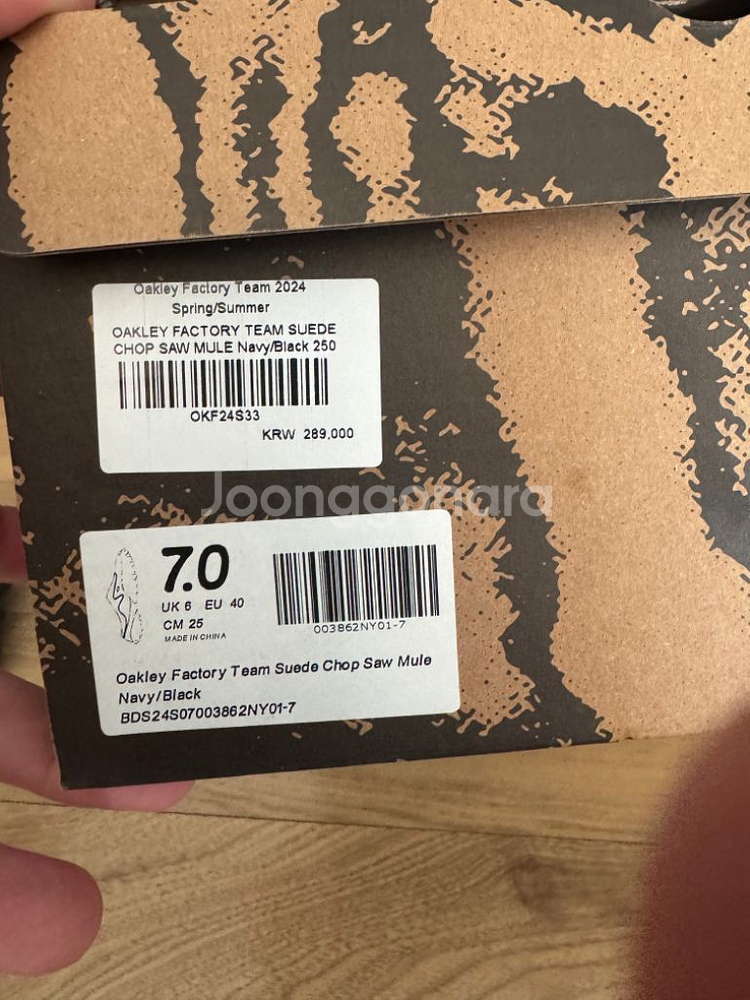 Oakley Factory Team 2024
Spring/Summer
OAKLEY FACTORY TEAM SUEDE
CHOP SAW MULE Navy/Black 250
OKF24S33
KRW 289,000
Joonggonara
7.0
UK 6 EU 40
CM 25
MADE IN CHINA
003862NY01-7
Oakley Factory Team Suede Chop Saw Mule
Navy/Black
BDS24S07003862NY01-7